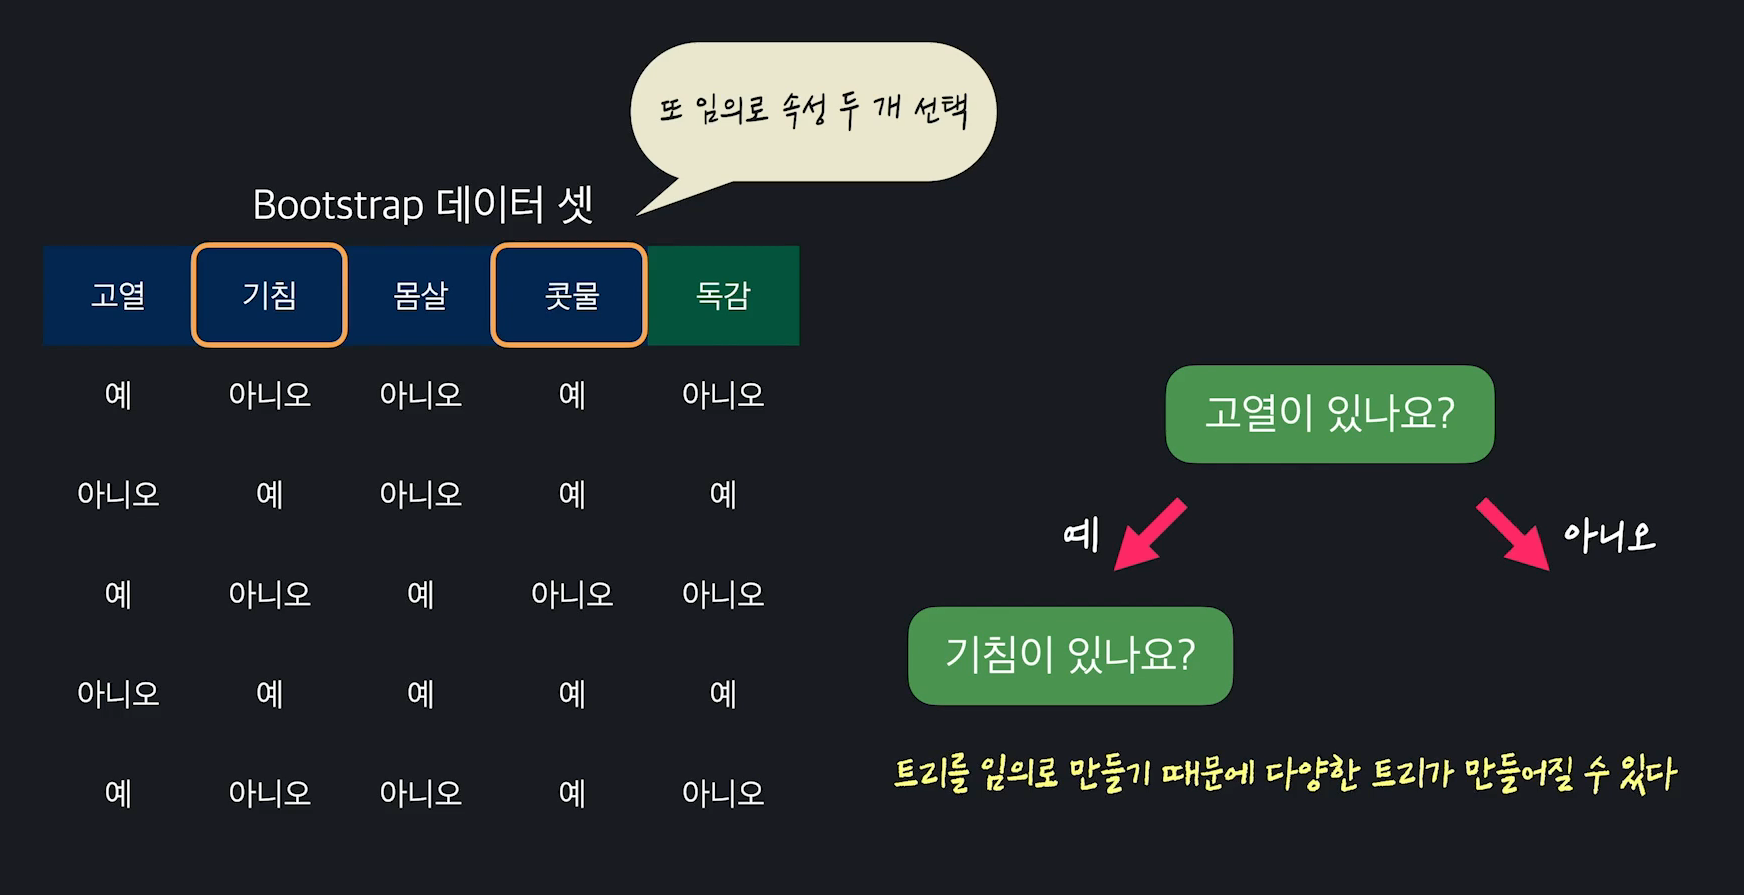 또 임의로 속성 두 개 선택
Bootstrap 데이터 셋
고열 기침 몸살 콧물 독감
예 아니오 아니오 예 아니오
아니오 예 아니오 예 예
예 아니오 예 아니오 아니오
아니오 예 예 예 예
예 아니오 아니오 예 아니오
고열이 있나요?
예 아니오
기침이 있나요?
트리를 임의로 만들기 때문에 다양한 트리가 만들어질 수 있다